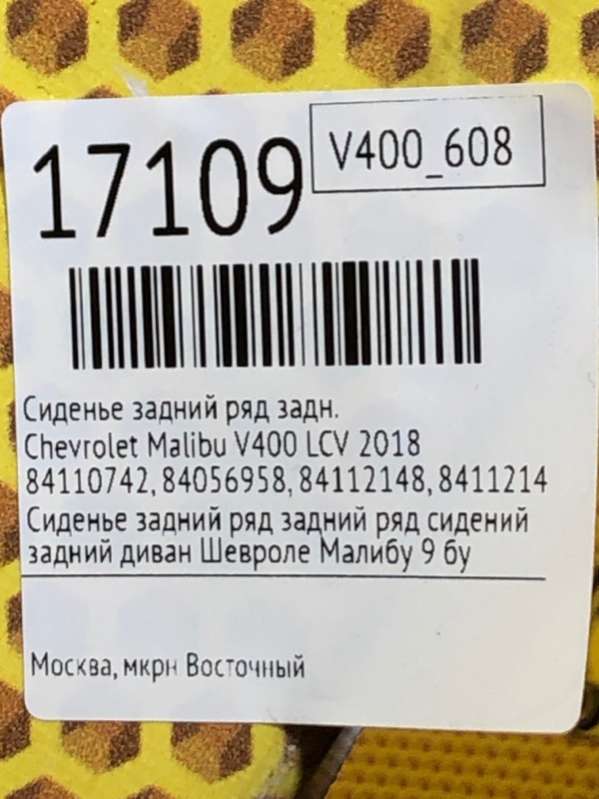 17109
V400_608
Сиденье задний ряд задн.
Chevrolet Malibu V400 LCV 2018
84110742, 84056958, 84112148, 8411214
Сиденье задний ряд задний ряд сидений
задний диван Шевроле Малибу 9 бу
Москва, мкрн Восточный